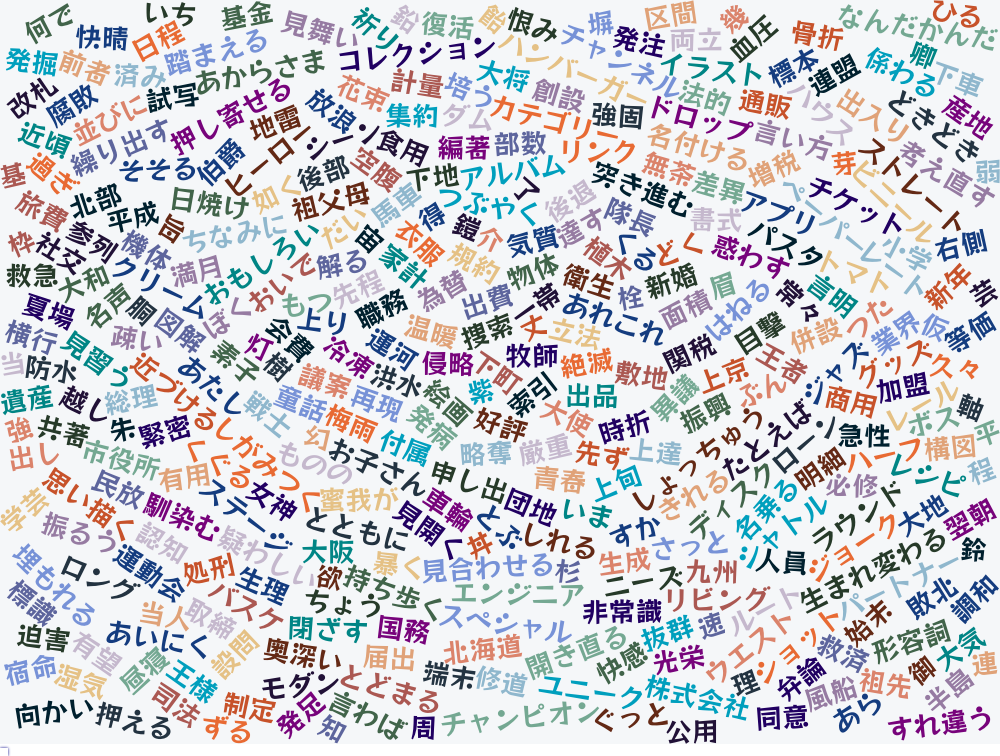 何で
いち
基金
見舞い
祈り
鈴
復活
飴
恨み
チャンネル
堀
発注
区間
両立
幾
血圧
骨折
なんだかんだ
ひる
快晴
日程
踏まえる
コレクション
ハンバーガー
イラスト
標本
連盟
係わる
卿
下車
発掘
前者
済み
あからさま
花束
計量
培う
大将
創設
強固
ドロップ
法的
通販
ハウス
出入り
どきどき
産地
改札
腐敗
並びに
試写
押し寄せる
地雷
放浪
シーン
食用
集約
ダム
カテゴリー
リンク
編著
部数
名付ける
言い方
芽
ストレート
考え直す
弱
近頃
繰り出す
そそる
伯爵
ヒーロー
後部
空腹
下地
アルバム
無茶
差異
増税
ビニール
基
過ぎ
北部
日焼け
如く
祖父母
馬車
つぶやく
突き進む
アプリ
ペーパーレート
チケット
旅費
平成
旨
ちなみに
だい
得
鎧
介
後退
達す
隊長
書式
パスタ
小学
右側
枠
社交
参列
機体
おもしろい
宙
衣服
家計
規約
気質
植木
くる
どく
惑わす
トマト
新年
芸
救急
大和
クリーム
満月
で
解る
先程
為替
物体
衛生
栓
新婚
眉
常々
言明
つた
夏場
名声
胴
図解
ぼく
おい
もつ
上り
職務
出費
一帯
あれこれ
面積
はねる
目撃
併設
業界
仮
等価
横行
見習う
疎い
素子
会費
灯
樹
冷凍
運河
温暖
捜索
丈
立法
関税
王者
ジャズ
グッズ
久々
当
防水
近づける
あたし
議案
洪水
侵略
下町
牧師
絶滅
敷地
異議
上京
ぶん
商用
加盟
遺産
越し
総理
戦士
童話
再現
絵画
紫
索引
出品
振興
たとえば
レール
軸
強
共著
朱
緊密
しがみつく
梅雨
付属
発病
好評
大使
時折
しょっちゅう
急性
ボス
平
出し
市役所
くぐる
幻
ものの
お子さん
略奪
厳重
先ず
上達
ディスク
ローン
ハーフ
構図
有用
女神
蜜
我が
申し出
青春
上旬
ぎれる
明細
必修
くどい
程
学芸
思い描く
民放
馴染む
ステージ
とともに
見開く
車輪
団地
いま
すか
名乗る
シャトル
ラウンド
大地
翌朝
振るう
認知
疑わしい
大阪
暴く
どぶ
丼
しれる
さっと
人員
ジョーク
生まれ変わる
鈴
埋もれる
ロング
運動会
処刑
生理
欲
持ち歩く
見合わせる
杉
生成
ニーズ
九州
パートナー
標識
当人
取締
バスケ
ちょう
エンジニア
非常識
リビング
ルート
敗北
調和
迫害
有望
あいにく
設問
閉ざす
国務
スペシャル
開き直る
抜群
速
ウエスト
ショット
始末
形容詞
大気
宿命
湿気
王様
奥深い
届出
北海道
快感
光栄
理
救済
御
連
司法
モダン
とどまる
端末
修道
ユニーク
株式会社
弁論
風船
祖先
半島
向かい
押える
制定
ずる
発足
知
言わば
周
チャンピオン
ぐっと
公用
同意
あら
すれ違う